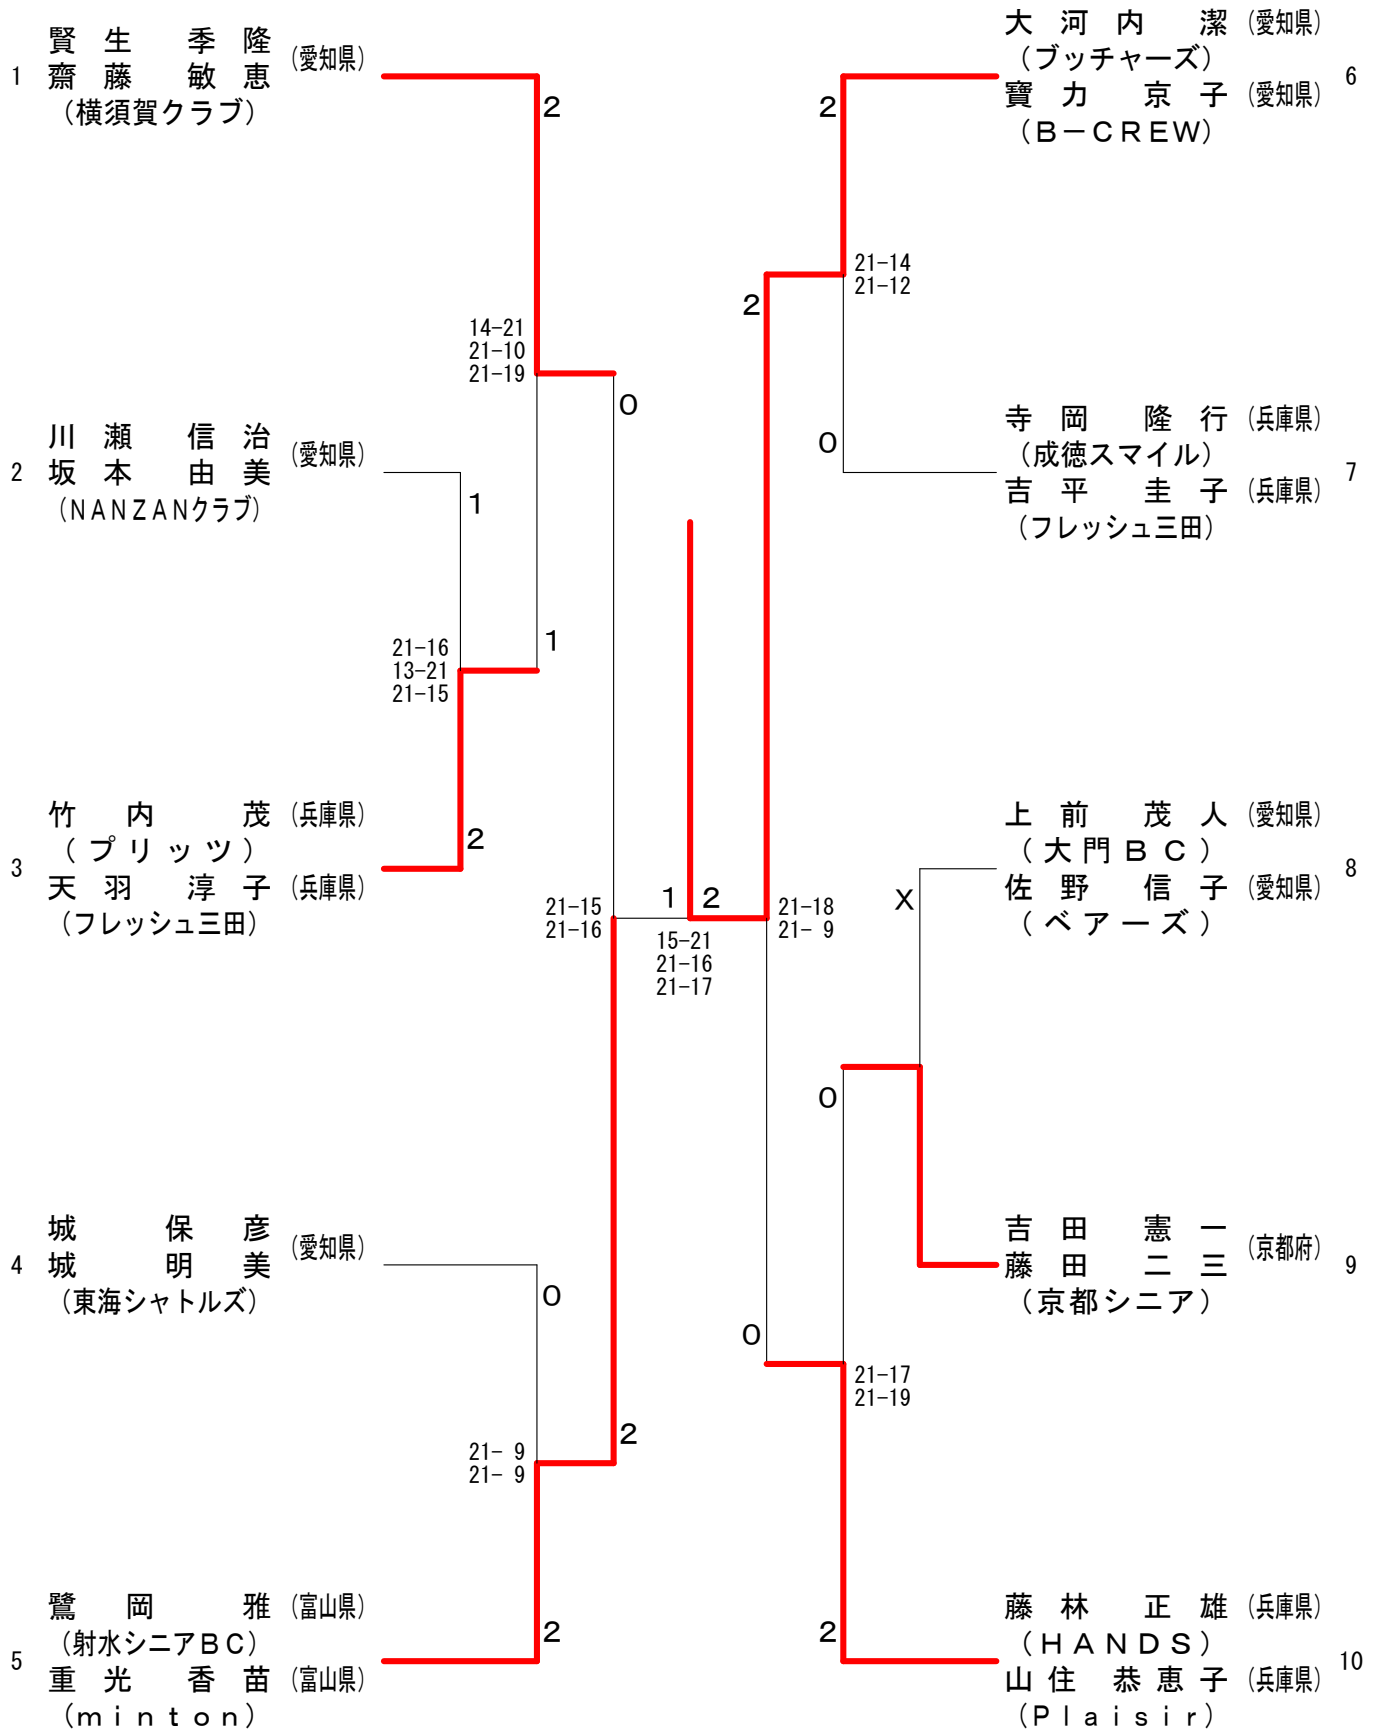 1
賢生 季隆
齋藤 敏恵
(愛知県)
(横須賀クラブ)
2
川瀬 信治
坂本 由美
(愛知県)
(NANZANクラブ)
3
竹内 茂 (兵庫県)
(プリッツ)
天羽 淳子 (兵庫県)
(フレッシュ三田)
4
城 保彦
城 明美
(愛知県)
(東海シャトルズ)
5
鷺岡 雅 (富山県)
(射水シニアBC)
重光 香苗 (富山県)
(minton)
2
14-21
21-10
21-19
1
21-16
13-21
21-15
2
1
0
21-15
21-16
0
21- 9
21- 9
2
2
1 2
15-21
21-16
21-17
2
21-14
21-12
0
2
21-18
21- 9
X
0
0
21-17
21-19
2
大河内 潔 (愛知県)
(ブッチャーズ)
寶力 京子 (愛知県)
(B-CREW)
6
寺岡 隆行 (兵庫県)
(成徳スマイル)
吉平 圭子 (兵庫県)
(フレッシュ三田)
7
上前 茂人 (愛知県)
(大門BC)
佐野 信子 (愛知県)
(ベアーズ)
8
吉田 憲一
藤田 二三
(京都府)
(京都シニア)
9
藤林 正雄 (兵庫県)
(HANDS)
山住 恭恵子 (兵庫県)
(Plaisir)
10